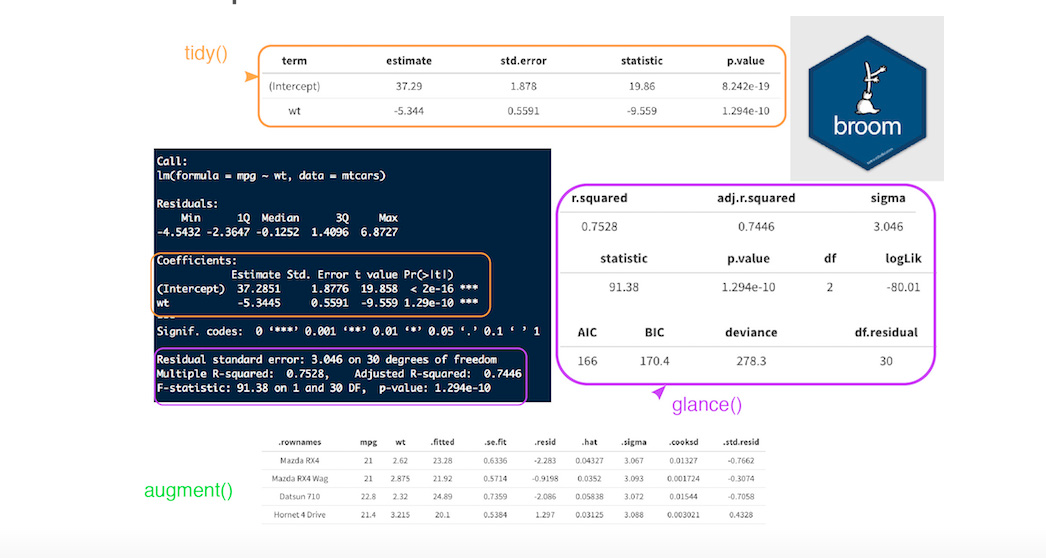 tidy()
term estimate std.error statistic p.value
(Intercept) 37.29 1.878 19.86 8.242e-19
wt -5.344 0.5591 -9.559 1.294e-10
broom
Call:
lm(formula = mpg ~ wt, data = mtcars)
Residuals:
Min 1Q Median 3Q Max
-4.5432 -2.3647 -0.1252 1.4096 6.8727
Coefficients:
Estimate Std. Error t value Pr(>|t|)
(Intercept) 37.2851 1.8776 19.858 < 2e-16 ***
wt -5.3445 0.5591 -9.559 1.29e-10 ***
---
Signif. codes: 0 ‘***’ 0.001 ‘**’ 0.01 ‘*’ 0.05 ‘.’ 0.1 ‘ ’ 1
Residual standard error: 3.046 on 30 degrees of freedom
Multiple R-squared: 0.7528, Adjusted R-squared: 0.7446
F-statistic: 91.38 on 1 and 30 DF, p-value: 1.294e-10
r.squared adj.r.squared sigma
0.7528 0.7446 3.046
statistic p.value df logLik
91.38 1.294e-10 2 -80.01
AIC BIC deviance df.residual
166 170.4 278.3 30
glance()
augment()
.rownames mpg wt .fitted .se.fit .resid .hat .sigma .cooksd .std.resid
Mazda RX4 21 2.62 23.28 0.6336 -2.283 0.04327 3.067 0.01327 -0.7662
Mazda RX4 Wag 21 2.875 21.92 0.5714 -0.9198 0.0352 3.093 0.001724 -0.3074
Datsun 710 22.8 2.32 24.89 0.7359 -2.086 0.05838 3.072 0.01544 -0.7058
Hornet 4 Drive 21.4 3.215 20.1 0.5384 1.297 0.03125 3.088 0.003021 0.4328